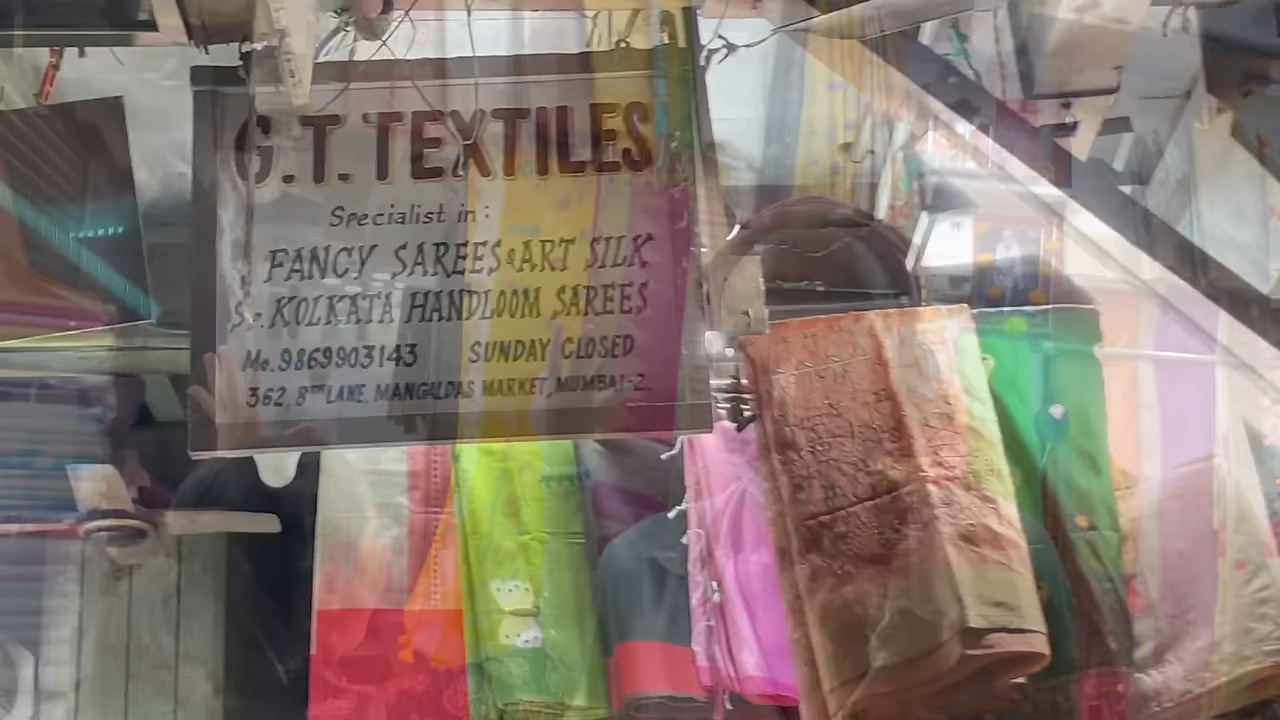 G.T. TEXTILES
Specialist in:
FANCY SAREES & ART SILK
KOLKATA HANDLOOM SAREES
Mo. 9869903143 SUNDAY CLOSED
362, 8TH LANE, MANGALDAS MARKET, MUMBAI-2.